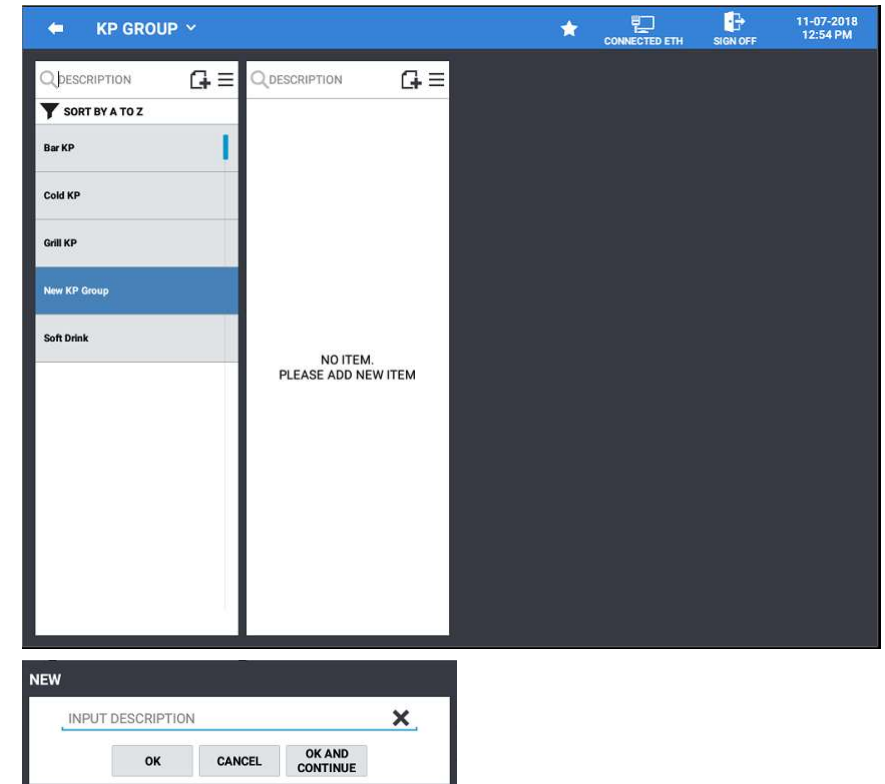 KP GROUP
CONNECTED ETH
SIGN OFF
11-07-2018
12:54 PM
DESCRIPTION
DESCRIPTION
SORT BY A TO Z
Bar KP
Cold KP
Grill KP
New KP Group
Soft Drink
NO ITEM.
PLEASE ADD NEW ITEM
NEW
INPUT DESCRIPTION
OK
CANCEL
OK AND
CONTINUE